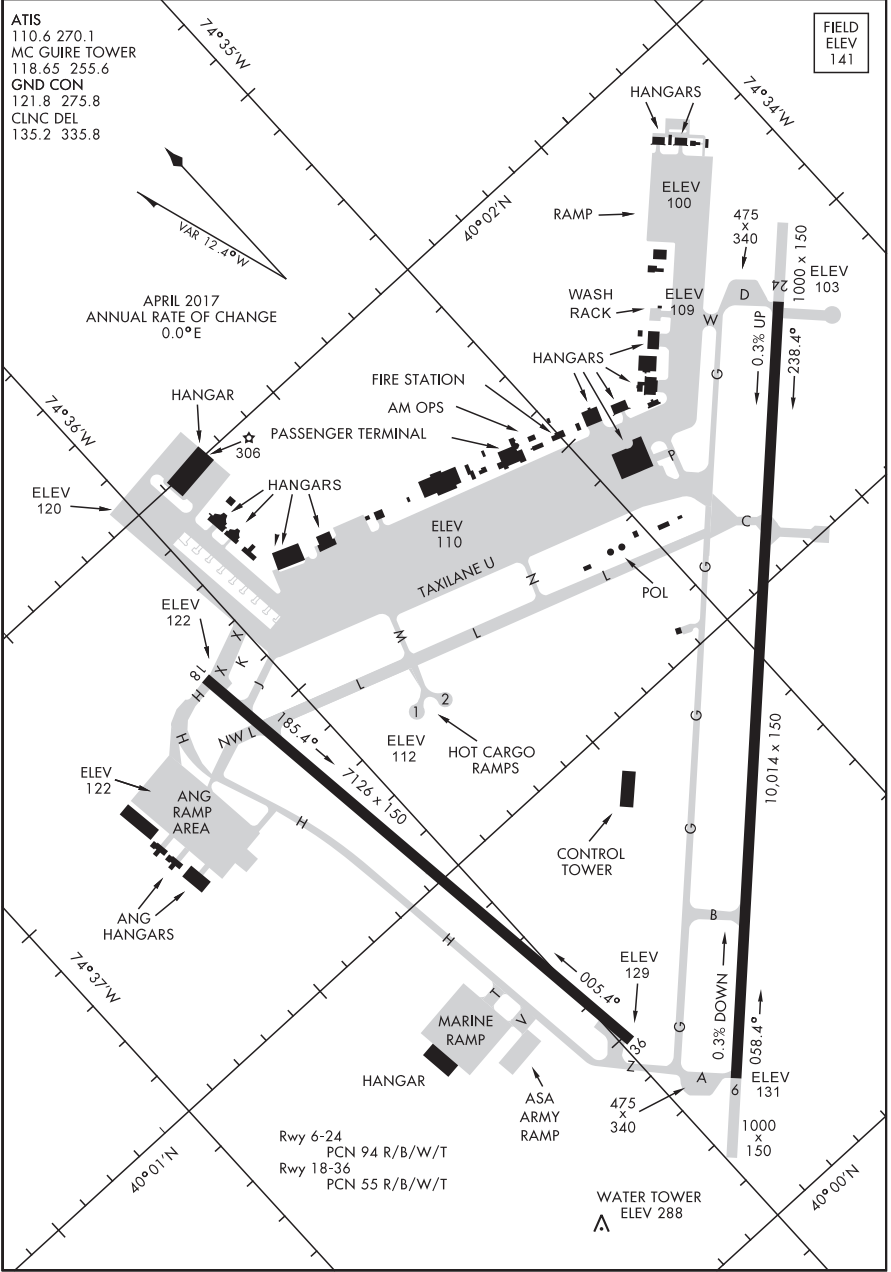 ATIS
110.6 270.1
MC GUIRE TOWER
118.65 255.6
GND CON
121.8 275.8
CLNC DEL
135.2 335.8
FIELD
ELEV
141
74°35'W
74°34'W
HANGARS
ELEV
100
RAMP
40°02'N
475
x
340
VAR 12.4°W
1000 x 150
ELEV
103
24
D
WASH
RACK
ELEV
109
W
APRIL 2017
ANNUAL RATE OF CHANGE
0.0°E
0.3% UP
238.4°
G
HANGARS
FIRE STATION
AM OPS
PASSENGER TERMINAL
HANGAR
306
74°36'W
HANGARS
P
ELEV
120
ELEV
110
C
TAXILANE U
N
L
G
POL
ELEV
122
X
K
X
18
H
J
M
L
L
NW L
1
2
ELEV
112
HOT CARGO
RAMPS
185.4°
7126 x 150
G
10,014 x 150
H
ELEV
122
ANG
RAMP
AREA
H
CONTROL
TOWER
G
ANG
HANGARS
B
H
74°37'W
005.4°
ELEV
129
0.3% DOWN
058.4°
T
V
MARINE
RAMP
G
36
Z
A
6
ELEV
131
HANGAR
ASA
ARMY
RAMP
475
x
340
1000
x
150
Rwy 6-24
PCN 94 R/B/W/T
Rwy 18-36
PCN 55 R/B/W/T
40°01'N
40°00'N
WATER TOWER
ELEV 288